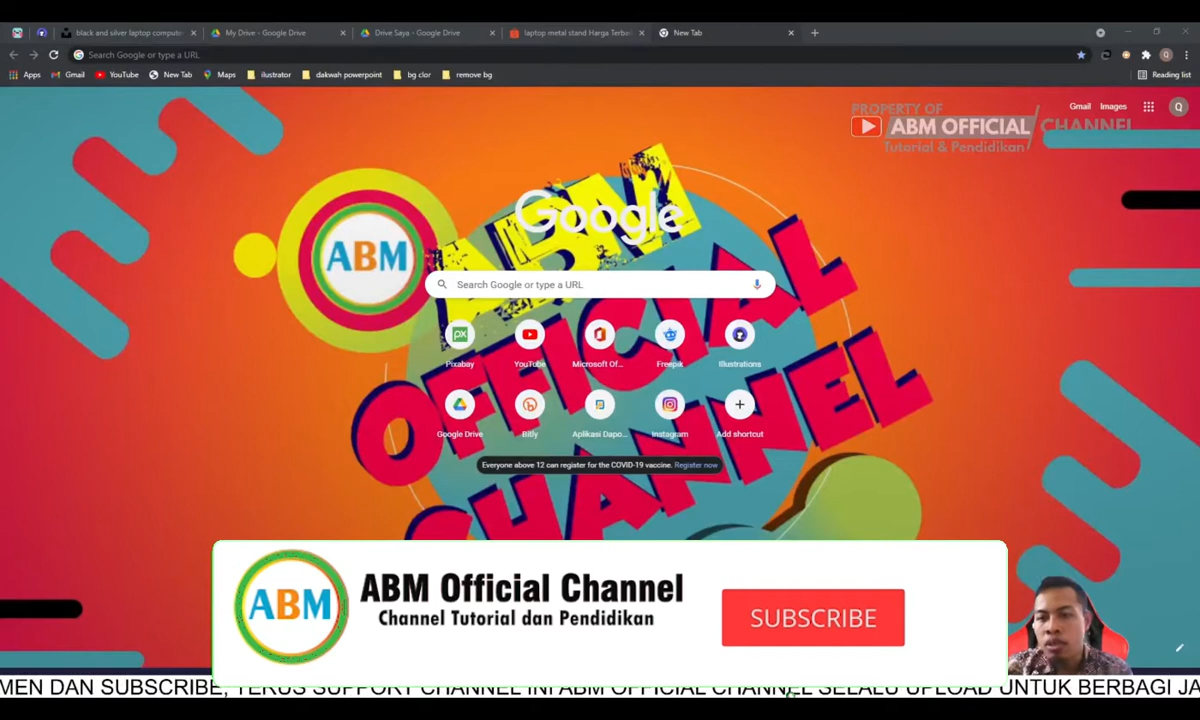 black and silver laptop compute
My Drive - Google Drive
Drive Saya - Google Drive
laptop metal stand Harga Terba
New Tab
Search Google or type a URL
Apps
Gmail
YouTube
New Tab
Maps
ilustrator
dakwah powerpoint
bg clor
remove bg
Reading list
Gmail
Images
Q
PROPERTY OF
ABM OFFICIAL CHANNEL
Tutorial & Pendidikan
ABM
ABM
OFFICIAL
CHANNEL
Google
Search Google or type a URL
Pixabay
YouTube
Microsoft Of...
Freepik
Illustrations
Google Drive
Bitly
Aplikasi Dapo...
Instagram
Add shortcut
Everyone above 12 can register for the COVID-19 vaccine. Register now
ABM
ABM Official Channel
Channel Tutorial dan Pendidikan
SUBSCRIBE
MEN DAN SUBSCRIBE, TERUS SUPPORT CHANNEL INI ABM OFFICIAL CHANNEL SELALU UPLOAD UNTUK BERBAGI JA